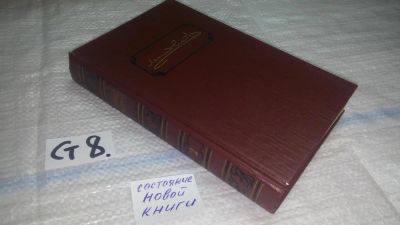 G 8.
состояние
новой
книги